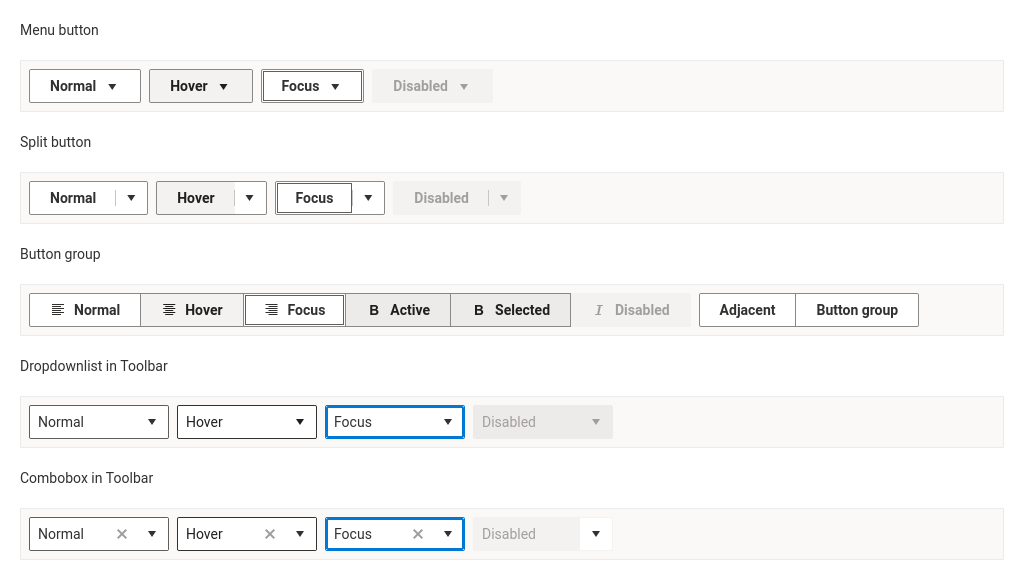 Menu button
Normal Hover Focus Disabled
Split button
Normal Hover Focus Disabled
Button group
Normal Hover Focus B Active B Selected I Disabled Adjacent Button group
Dropdownlist in Toolbar
Normal Hover Focus Disabled
Combobox in Toolbar
Normal Hover Focus Disabled